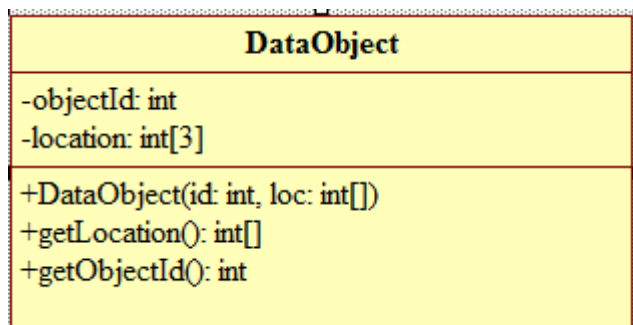 DataObject
-objectId: int
-location: int[3]
+DataObject(id: int, loc: int[])
+getLocation(): int[]
+getObjectId(): int